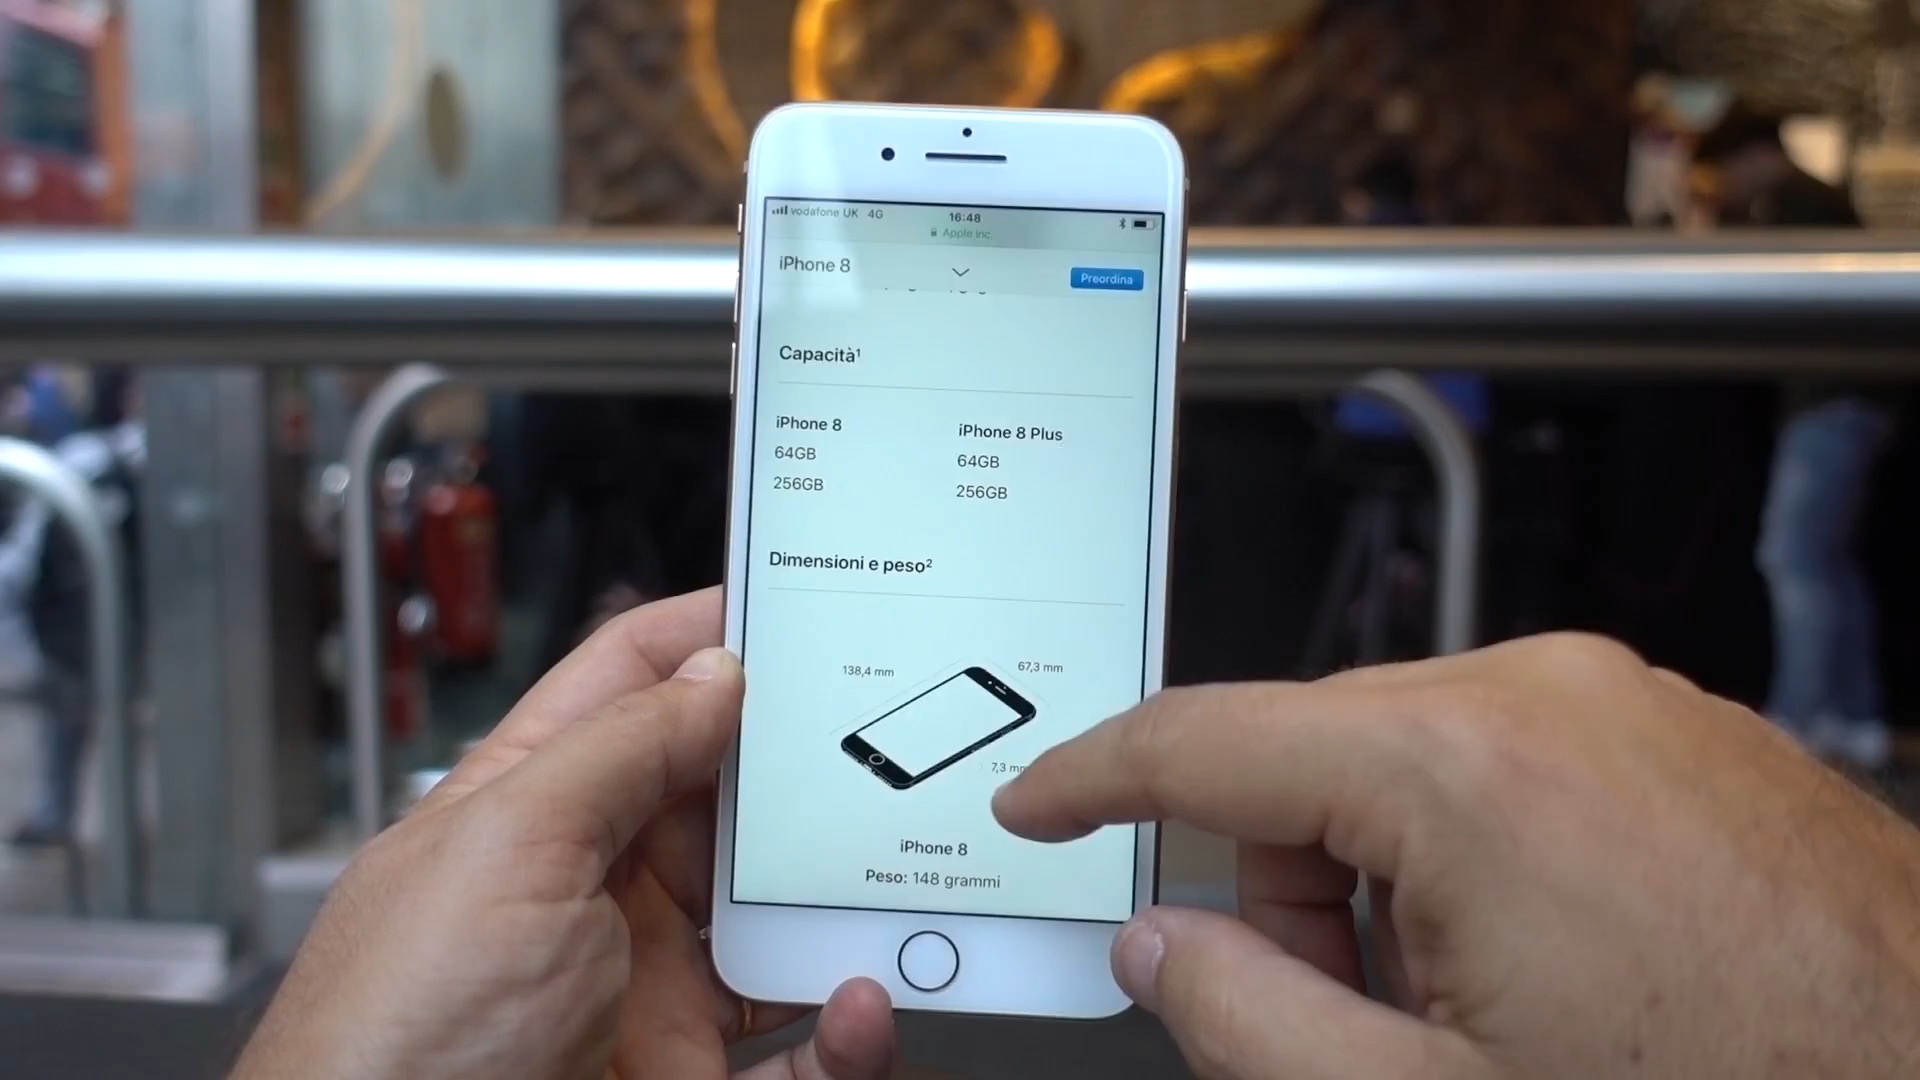 vodafone UK 4G 16:48
Apple Inc.
iPhone 8
Preordina
Capacità¹
iPhone 8
64GB
256GB
iPhone 8 Plus
64GB
256GB
Dimensioni e peso²
138,4 mm
67,3 mm
7,3 mm
iPhone 8
Peso: 148 grammi